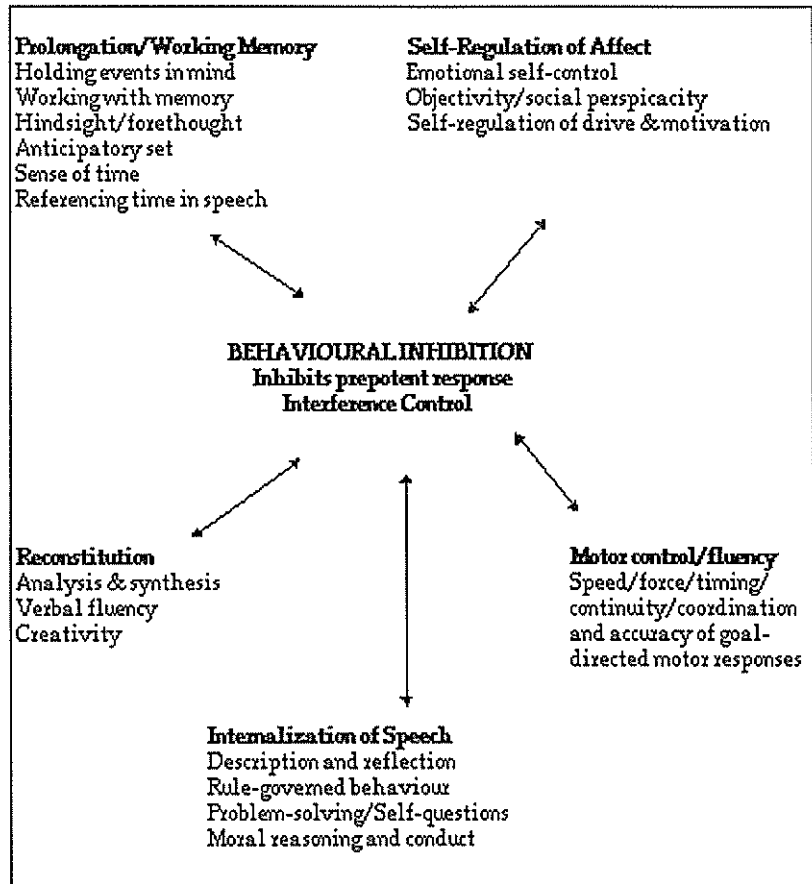 Prolongation/Working Memory
Holding events in mind
Working with memory
Hindsight/forethought
Anticipatory set
Sense of time
Referencing time in speech
Self-Regulation of Affect
Emotional self-control
Objectivity/social perspicacity
Self-regulation of drive & motivation
BEHAVIOURAL INHIBITION
Inhibits prepotent response
Interference Control
Reconstitution
Analysis & synthesis
Verbal fluency
Creativity
Motor control/fluency
Speed/force/timing/
continuity/coordination
and accuracy of goal-
directed motor responses
Internalization of Speech
Description and reflection
Rule-governed behaviour
Problem-solving/Self-questions
Moral reasoning and conduct